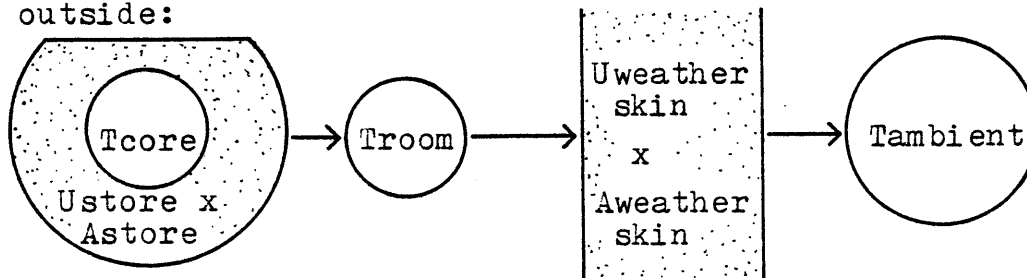 outside:
Tcore
Ustore x
Astore
Troom
Uweather
skin
x
Aweather
skin
Tambient